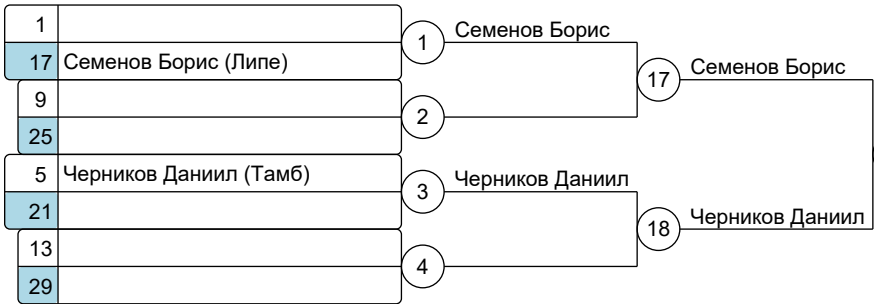 1
17 Семенов Борис (Липе)
9
25
5 Черников Даниил (Тамб)
21
13
29
1 Семенов Борис
2
3 Черников Даниил
4
17 Семенов Борис
18 Черников Даниил